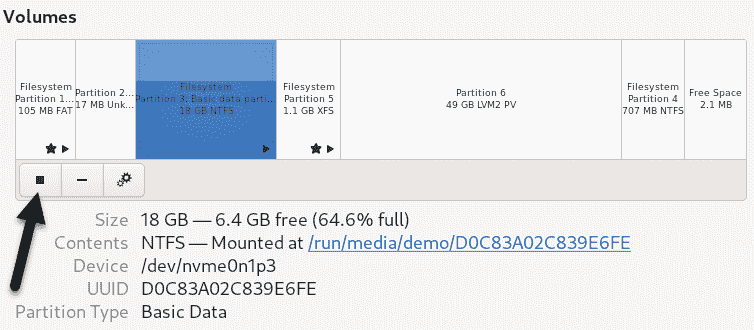 Volumes
Filesystem
Partition 1...
105 MB FAT
Partition 2...
17 MB Unk...
Filesystem
Partition 3: Basic data parti...
18 GB NTFS
Filesystem
Partition 5
1.1 GB XFS
Partition 6
49 GB LVM2 PV
Filesystem
Partition 4
707 MB NTFS
Free Space
2.1 MB
Size 18 GB — 6.4 GB free (64.6% full)
Contents NTFS — Mounted at /run/media/demo/D0C83A02C839E6FE
Device /dev/nvme0n1p3
UUID D0C83A02C839E6FE
Partition Type Basic Data